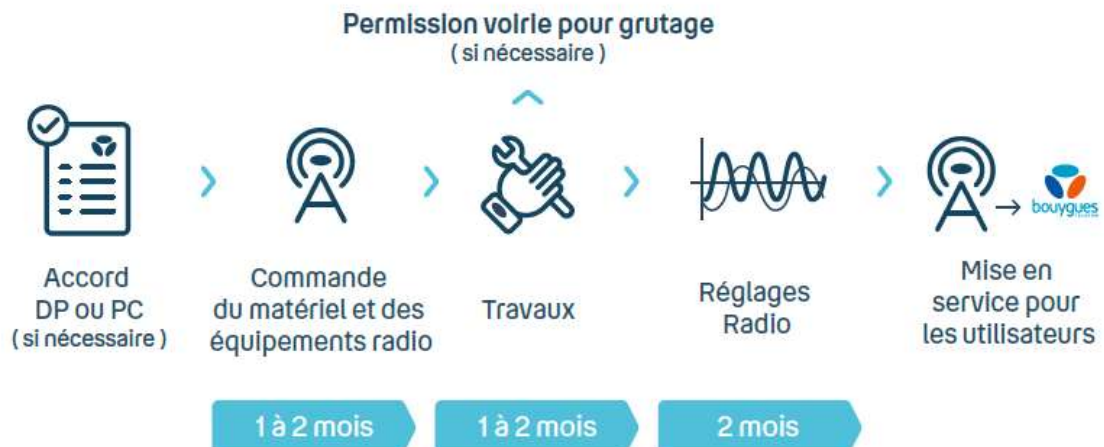 Permission voirie pour grutage
( si nécessaire )
Accord
DP ou PC
( si nécessaire )
Commande
du matériel et des
équipements radio
Travaux
Réglages
Radio
bouygues
Mise en
service pour
les utilisateurs
1 à 2 mois
1 à 2 mois
2 mois